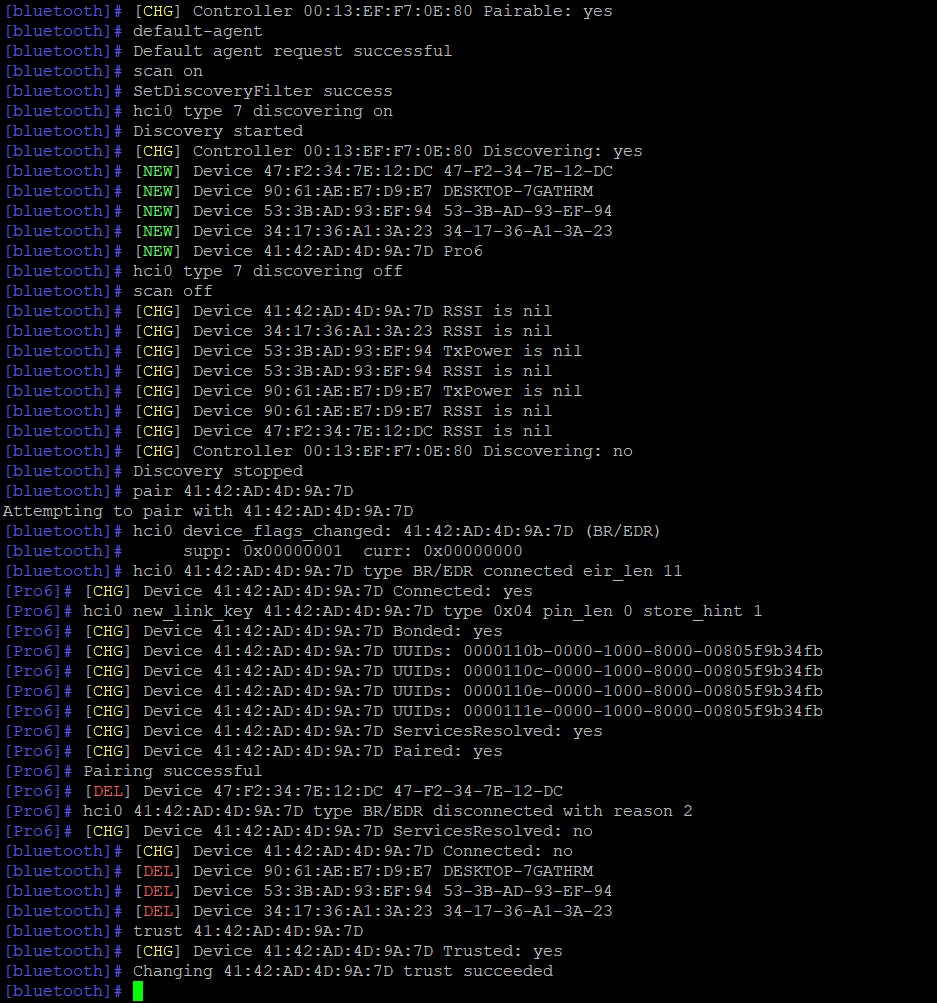 [bluetooth]# [CHG] Controller 00:13:EF:F7:0E:80 Pairable: yes
[bluetooth]# default-agent
[bluetooth]# Default agent request successful
[bluetooth]# scan on
[bluetooth]# SetDiscoveryFilter success
[bluetooth]# hci0 type 7 discovering on
[bluetooth]# Discovery started
[bluetooth]# [CHG] Controller 00:13:EF:F7:0E:80 Discovering: yes
[bluetooth]# [NEW] Device 47:F2:34:7E:12:DC 47-F2-34-7E-12-DC
[bluetooth]# [NEW] Device 90:61:AE:E7:D9:E7 DESKTOP-7GATHRM
[bluetooth]# [NEW] Device 53:3B:AD:93:EF:94 53-3B-AD-93-EF-94
[bluetooth]# [NEW] Device 34:17:36:A1:3A:23 34-17-36-A1-3A-23
[bluetooth]# [NEW] Device 41:42:AD:4D:9A:7D Pro6
[bluetooth]# hci0 type 7 discovering off
[bluetooth]# scan off
[bluetooth]# [CHG] Device 41:42:AD:4D:9A:7D RSSI is nil
[bluetooth]# [CHG] Device 34:17:36:A1:3A:23 RSSI is nil
[bluetooth]# [CHG] Device 53:3B:AD:93:EF:94 TxPower is nil
[bluetooth]# [CHG] Device 53:3B:AD:93:EF:94 RSSI is nil
[bluetooth]# [CHG] Device 90:61:AE:E7:D9:E7 TxPower is nil
[bluetooth]# [CHG] Device 90:61:AE:E7:D9:E7 RSSI is nil
[bluetooth]# [CHG] Device 47:F2:34:7E:12:DC RSSI is nil
[bluetooth]# [CHG] Controller 00:13:EF:F7:0E:80 Discovering: no
[bluetooth]# Discovery stopped
[bluetooth]# pair 41:42:AD:4D:9A:7D
Attempting to pair with 41:42:AD:4D:9A:7D
[bluetooth]# hci0 device_flags_changed: 41:42:AD:4D:9A:7D (BR/EDR)
[bluetooth]#      supp: 0x00000001  curr: 0x00000000
[bluetooth]# hci0 41:42:AD:4D:9A:7D type BR/EDR connected eir_len 11
[Pro6]# [CHG] Device 41:42:AD:4D:9A:7D Connected: yes
[Pro6]# hci0 new_link_key 41:42:AD:4D:9A:7D type 0x04 pin_len 0 store_hint 1
[Pro6]# [CHG] Device 41:42:AD:4D:9A:7D Bonded: yes
[Pro6]# [CHG] Device 41:42:AD:4D:9A:7D UUIDs: 0000110b-0000-1000-8000-00805f9b34fb
[Pro6]# [CHG] Device 41:42:AD:4D:9A:7D UUIDs: 0000110c-0000-1000-8000-00805f9b34fb
[Pro6]# [CHG] Device 41:42:AD:4D:9A:7D UUIDs: 0000110e-0000-1000-8000-00805f9b34fb
[Pro6]# [CHG] Device 41:42:AD:4D:9A:7D UUIDs: 0000111e-0000-1000-8000-00805f9b34fb
[Pro6]# [CHG] Device 41:42:AD:4D:9A:7D ServicesResolved: yes
[Pro6]# [CHG] Device 41:42:AD:4D:9A:7D Paired: yes
[Pro6]# Pairing successful
[Pro6]# [DEL] Device 47:F2:34:7E:12:DC 47-F2-34-7E-12-DC
[Pro6]# hci0 41:42:AD:4D:9A:7D type BR/EDR disconnected with reason 2
[Pro6]# [CHG] Device 41:42:AD:4D:9A:7D ServicesResolved: no
[bluetooth]# [CHG] Device 41:42:AD:4D:9A:7D Connected: no
[bluetooth]# [DEL] Device 90:61:AE:E7:D9:E7 DESKTOP-7GATHRM
[bluetooth]# [DEL] Device 53:3B:AD:93:EF:94 53-3B-AD-93-EF-94
[bluetooth]# [DEL] Device 34:17:36:A1:3A:23 34-17-36-A1-3A-23
[bluetooth]# trust 41:42:AD:4D:9A:7D
[bluetooth]# [CHG] Device 41:42:AD:4D:9A:7D Trusted: yes
[bluetooth]# Changing 41:42:AD:4D:9A:7D trust succeeded
[bluetooth]#